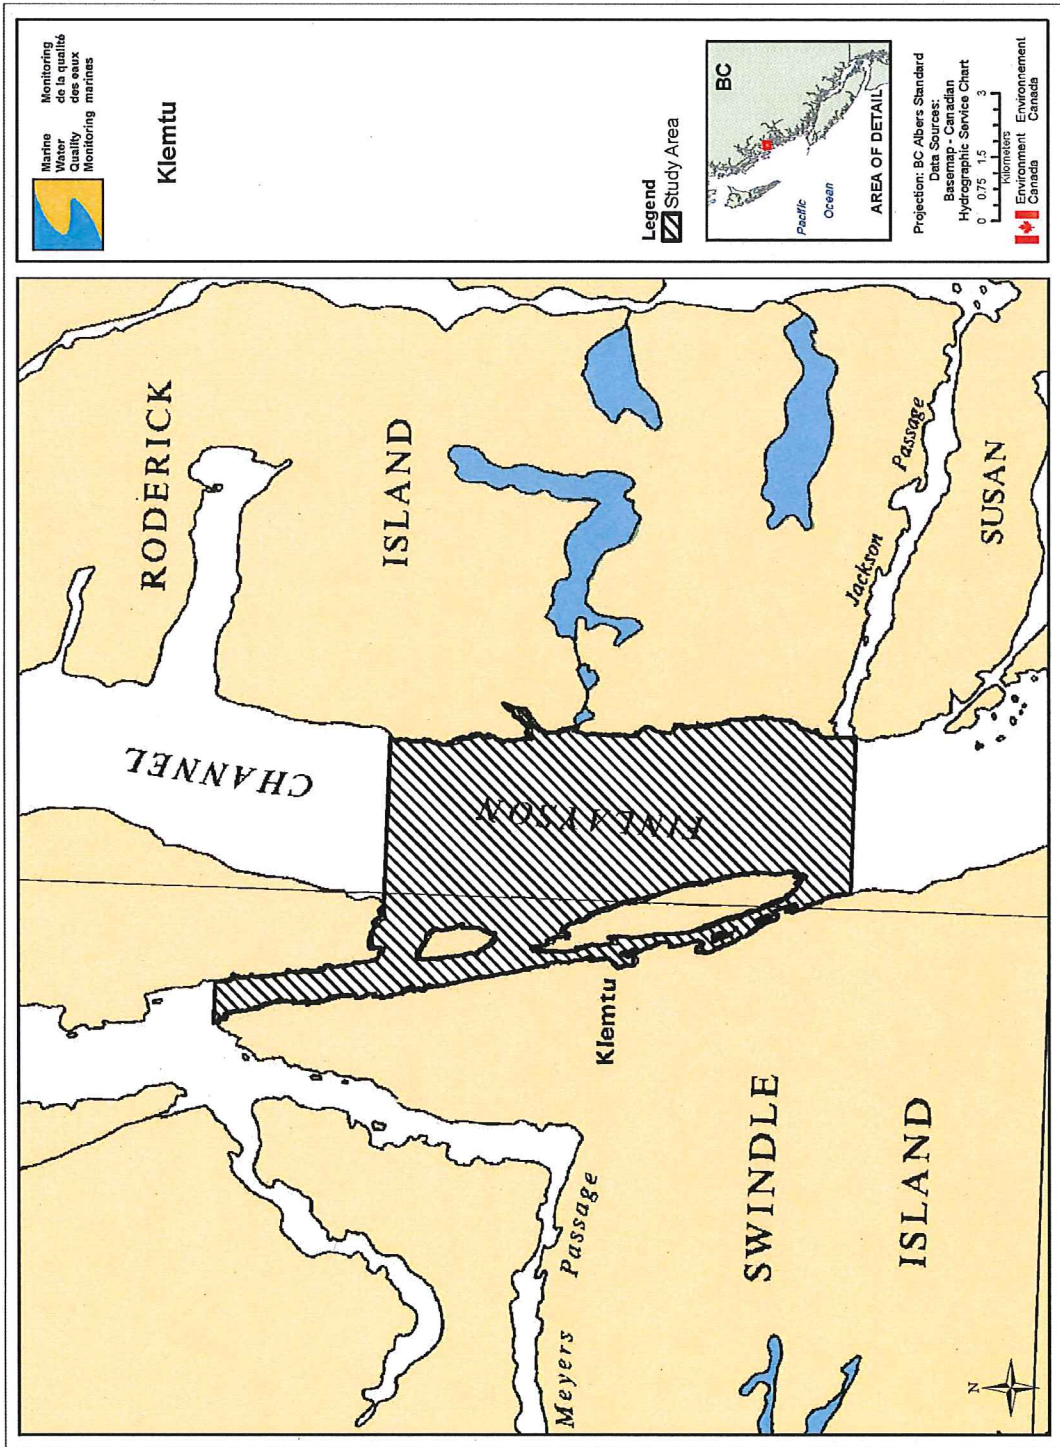 Marine
Water
Quality
Monitoring
Monitoring
de la qualité
des eaux
marines
Klemtu
Legend
Study Area
BC
Pacific
Ocean
AREA OF DETAIL
Projection: BC Albers Standard
Data Sources:
Basemap - Canadian
Hydrographic Service Chart
0 0.75 1.5 3
Kilometers
Environment
Canada
Environnement
Canada
RODERICK
ISLAND
CHANNEL
FINLAYSON
Jackson Passage
SUSAN
Klemtu
Meyers Passage
SWINDLE
ISLAND
N